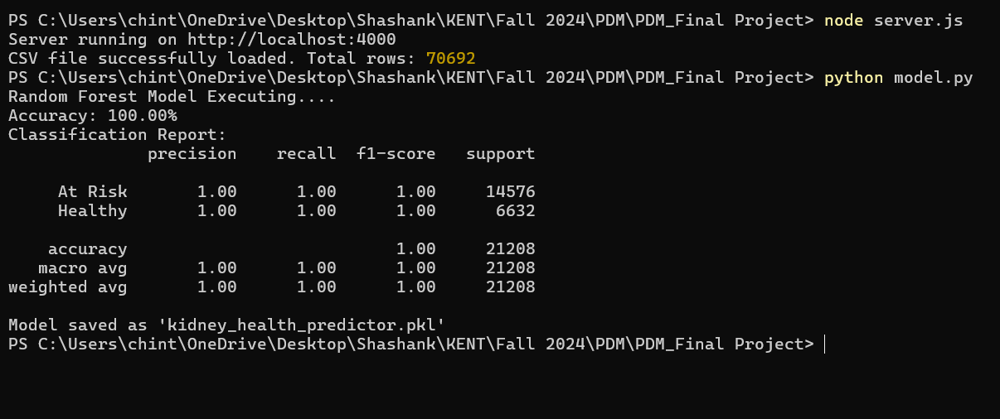 PS C:\Users\chint\OneDrive\Desktop\Shashank\KENT\Fall 2024\PDM\PDM_Final Project> node server.js
Server running on http://localhost:4000
CSV file successfully loaded. Total rows: 70692
PS C:\Users\chint\OneDrive\Desktop\Shashank\KENT\Fall 2024\PDM\PDM_Final Project> python model.py
Random Forest Model Executing....
Accuracy: 100.00%
Classification Report:
              precision    recall  f1-score   support
     At Risk       1.00      1.00      1.00     14576
     Healthy       1.00      1.00      1.00      6632
    accuracy                           1.00     21208
   macro avg       1.00      1.00      1.00     21208
weighted avg       1.00      1.00      1.00     21208
Model saved as 'kidney_health_predictor.pkl'
PS C:\Users\chint\OneDrive\Desktop\Shashank\KENT\Fall 2024\PDM\PDM_Final Project>